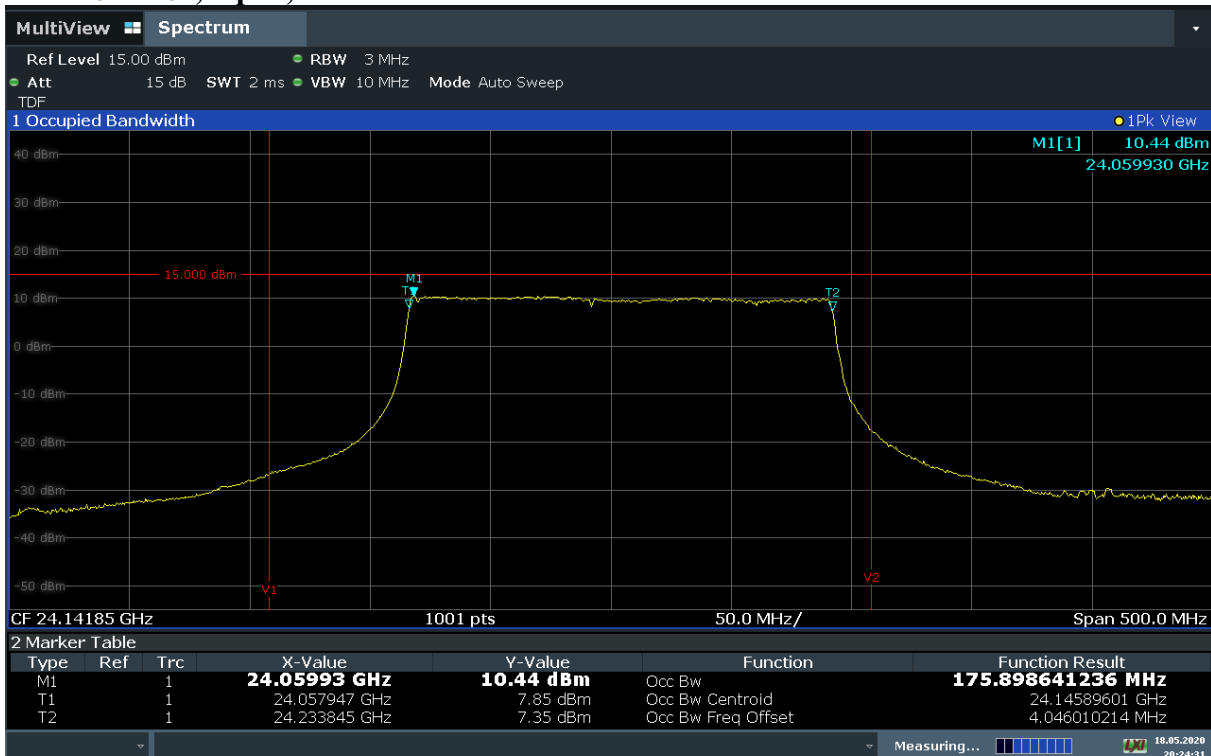 MultiView Spectrum
Ref Level 15.00 dBm RBW 3 MHz
Att 15 dB SWT 2 ms VBW 10 MHz Mode Auto Sweep
TDF
1 Occupied Bandwidth 1Pk View
M1[1] 10.44 dBm
24.059930 GHz
40 dBm
30 dBm
20 dBm
15.000 dBm
M1
T1
T2
10 dBm
0 dBm
-10 dBm
-20 dBm
-30 dBm
-40 dBm
-50 dBm
V1
V2
CF 24.14185 GHz 1001 pts 50.0 MHz/ Span 500.0 MHz
2 Marker Table
Type Ref Trc X-Value Y-Value Function Function Result
M1 1 24.05993 GHz 10.44 dBm Occ Bw 175.898641236 MHz
T1 1 24.057947 GHz 7.85 dBm Occ Bw Centroid 24.14589601 GHz
T2 1 24.233845 GHz 7.35 dBm Occ Bw Freq Offset 4.046010214 MHz
Measuring... LXI 18.05.2020
20:24:31